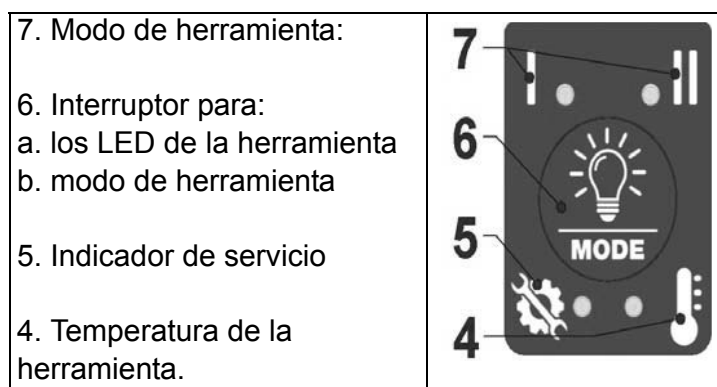 7. Modo de herramienta:
6. Interruptor para:
a. los LED de la herramienta
b. modo de herramienta
5. Indicador de servicio
4. Temperatura de la
herramienta.
7
I II
6
MODE
5
4